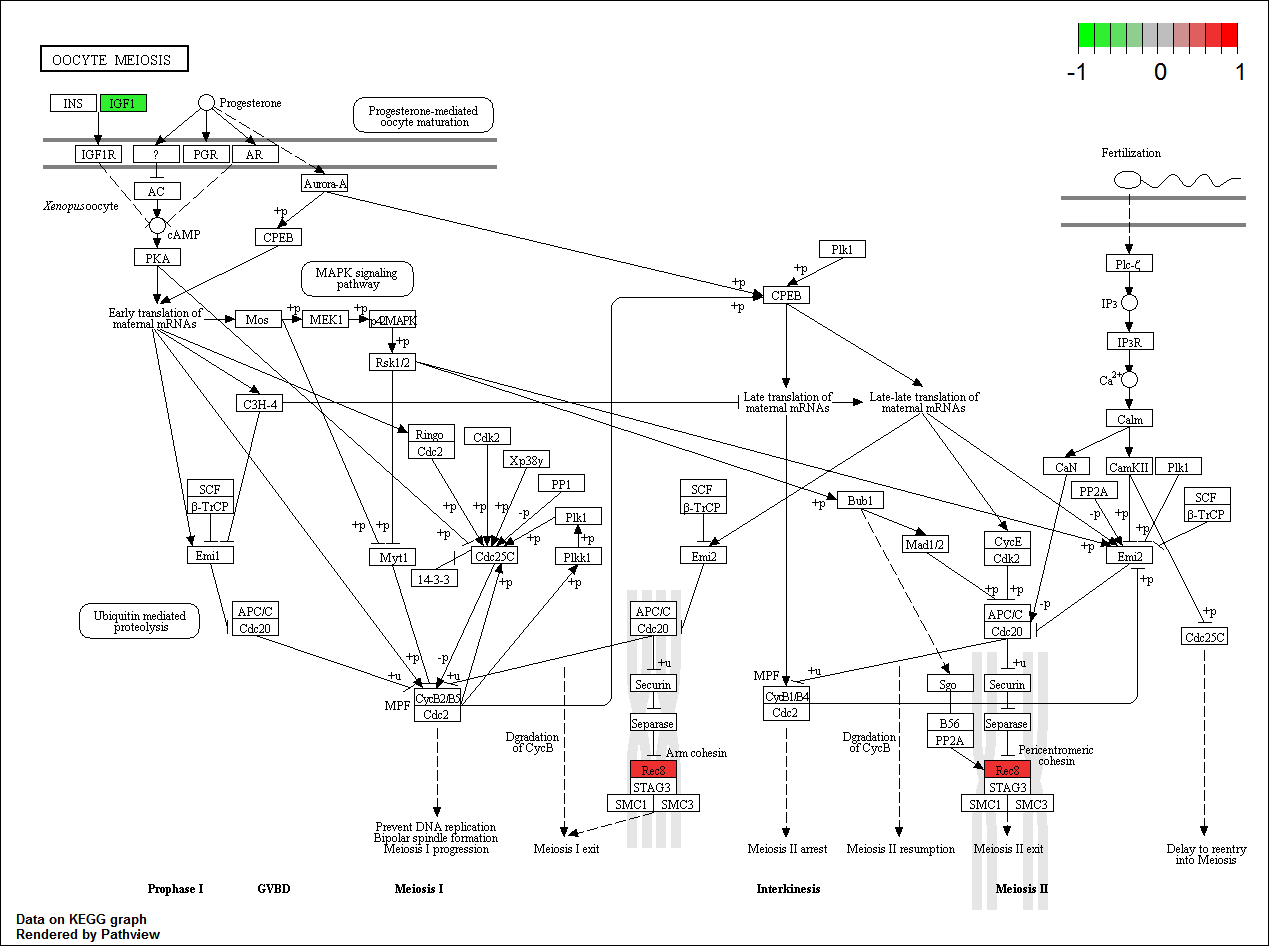 OOCYTE MEIOSIS
-1 0 1
INS
IGF1
Progesterone
Progesterone-mediated
oocyte maturation
IGF1R
?
PGR
AR
Fertilization
AC
Aurora-A
Xenopus oocyte
cAMP
+p
CPEB
PKA
MAPK signaling
pathway
Plk1
+p
+p
CPEB
+p
Plc-ζ
IP3
IP3R
Ca2+
Early translation of
maternal mRNAs
Mos
+p
MEK1
+p
p42MAPK
+p
Rsk1/2
C3H-4
Late translation of
maternal mRNAs
Late-late translation of
maternal mRNAs
Calm
Ringo
Cdc2
Cdk2
Xp38γ
PP1
Plk1
CaN
CamKII
Plk1
SCF
β-TrCP
SCF
β-TrCP
Bub1
+p
PP2A
SCF
β-TrCP
+p
+p
+p
+p
+p
-p
+p
+p
-p
+p
+p
+p
Emi1
Myt1
Cdc25C
Plkk1
14-3-3
+p
+p
Emi2
Mad1/2
CycE
Cdk2
Emi2
+p
+p
+p
+p
-p
+p
Ubiquitin mediated
proteolysis
APC/C
Cdc20
APC/C
Cdc20
APC/C
Cdc20
Cdc25C
+p
-p
+u
+u
+u
+u
+u
MPF
CycB2/B5
Cdc2
Securin
MPF
CycB1/B4
Cdc2
Sgo
Securin
Separase
B56
PP2A
Separase
Dgradation
of CycB
Arm cohesin
Dgradation
of CycB
Pericentromeric
cohesin
Rec8
STAG3
SMC1
SMC3
Rec8
STAG3
SMC1
SMC3
Prevent DNA replication
Bipolar spindle formation
Meiosis I progression
Meiosis I exit
Meiosis II arrest
Meiosis II resumption
Meiosis II exit
Delay to reentry
into Meiosis
Prophase I
GVBD
Meiosis I
Interkinesis
Meiosis II
Data on KEGG graph
Rendered by Pathview